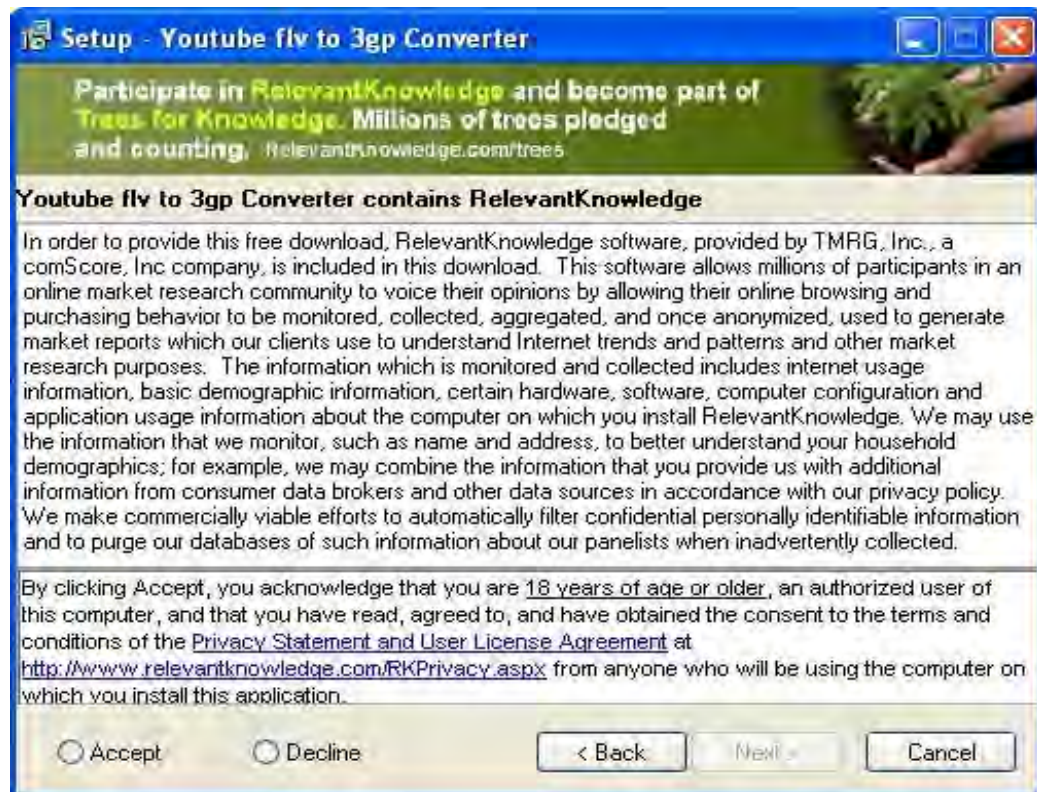 Setup - Youtube flv to 3gp Converter
Participate in RelevantKnowledge and become part of
Trees for Knowledge. Millions of trees pledged
and counting. RelevantKnowledge.com/trees
Youtube flv to 3gp Converter contains RelevantKnowledge
In order to provide this free download, RelevantKnowledge software, provided by TMRG, Inc., a
comScore, Inc company, is included in this download. This software allows millions of participants in an
online market research community to voice their opinions by allowing their online browsing and
purchasing behavior to be monitored, collected, aggregated, and once anonymized, used to generate
market reports which our clients use to understand Internet trends and patterns and other market
research purposes. The information which is monitored and collected includes internet usage
information, basic demographic information, certain hardware, software, computer configuration and
application usage information about the computer on which you install RelevantKnowledge. We may use
the information that we monitor, such as name and address, to better understand your household
demographics; for example, we may combine the information that you provide us with additional
information from consumer data brokers and other data sources in accordance with our privacy policy.
We make commercially viable efforts to automatically filter confidential personally identifiable information
and to purge our databases of such information about our panelists when inadvertently collected.
By clicking Accept, you acknowledge that you are 18 years of age or older, an authorized user of
this computer, and that you have read, agreed to, and have obtained the consent to the terms and
conditions of the Privacy Statement and User License Agreement at
http://www.relevantknowledge.com/RKPrivacy.aspx from anyone who will be using the computer on
which you install this application.
Accept Decline < Back Next > Cancel